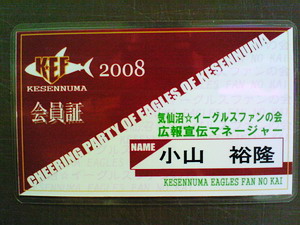 KEF
KESENNUMA
2008
会員証
CHEERING PARTY OF EAGLES OF KESENNUMA
気仙沼☆イーグルスファンの会
広報宣伝マネージャー
NAME
小山 裕隆
KESENNUMA EAGLES FAN NO KAI